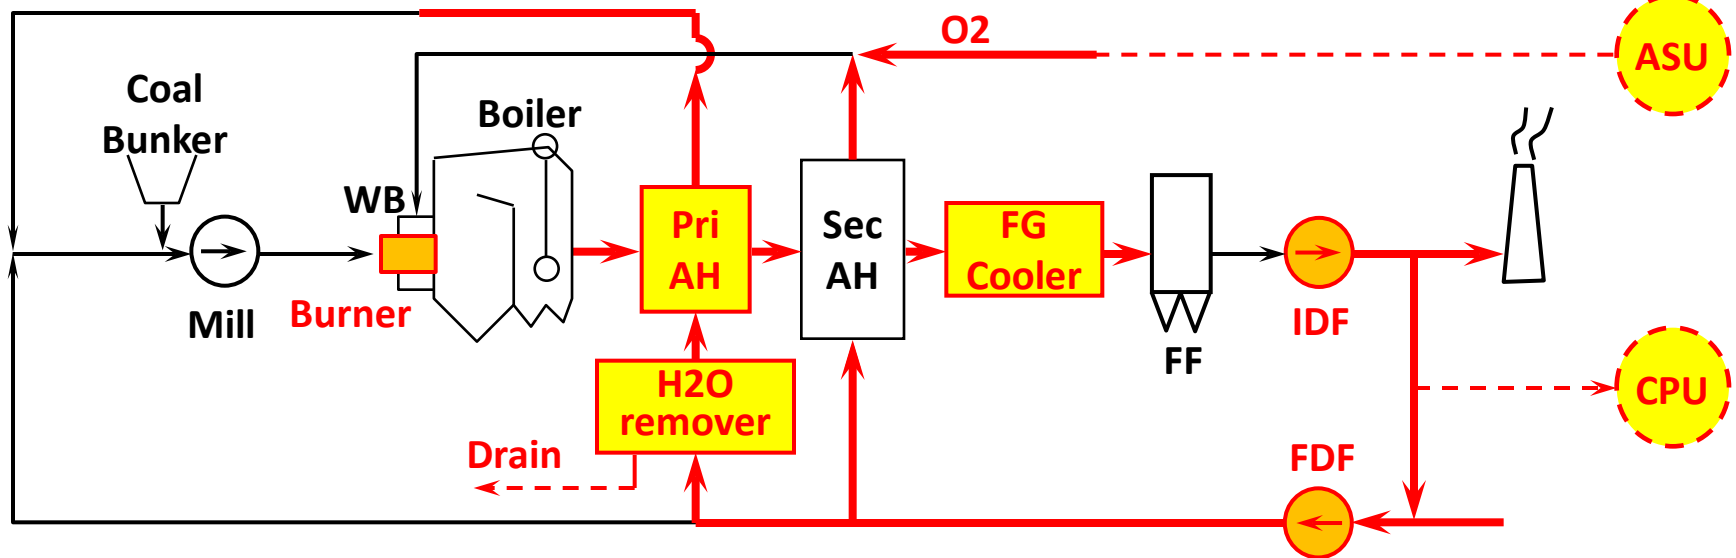 O2
ASU
Coal
Bunker
Boiler
WB
Pri
AH
Sec
AH
FG
Cooler
Mill
Burner
IDF
FF
H2O
remover
CPU
Drain
FDF